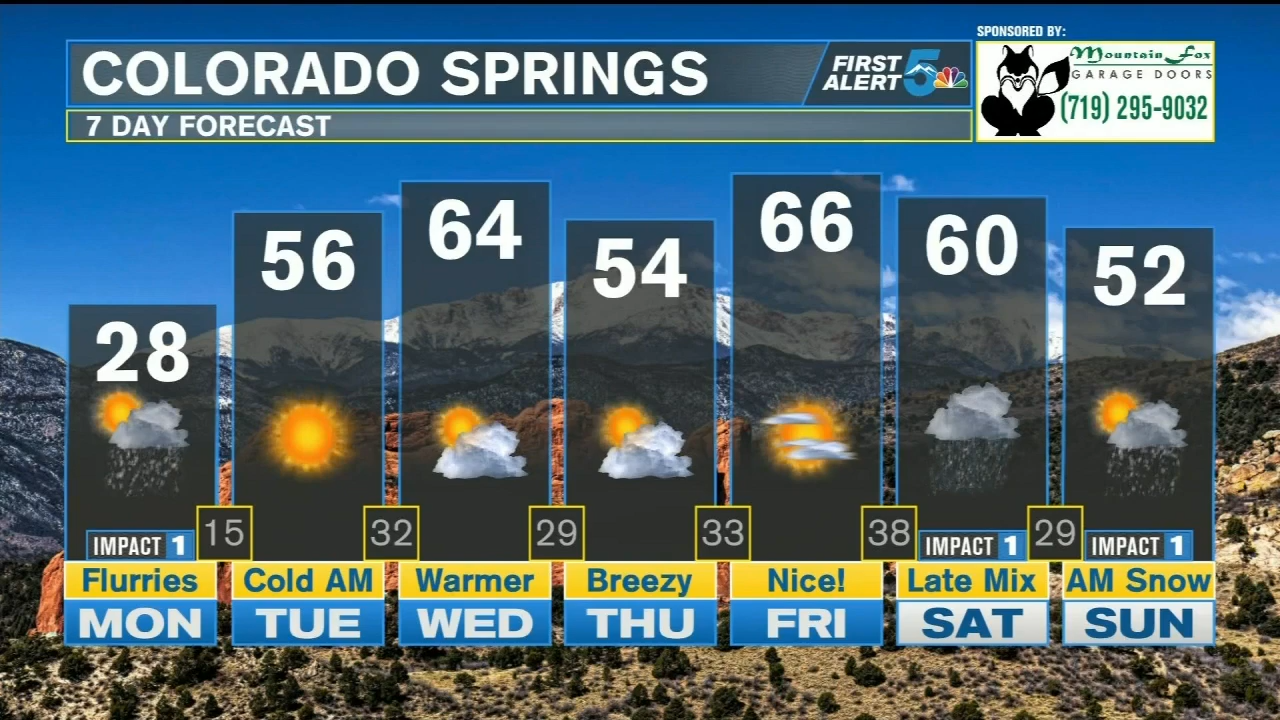 SPONSORED BY:
COLORADO SPRINGS
FIRST ALERT 5
Mountain Fox
GARAGE DOORS
(719) 295-9032
7 DAY FORECAST
28 56 64 54 66 60 52
15 32 29 33 38 29
IMPACT 1 IMPACT 1 IMPACT 1
Flurries Cold AM Warmer Breezy Nice! Late Mix AM Snow
MON TUE WED THU FRI SAT SUN